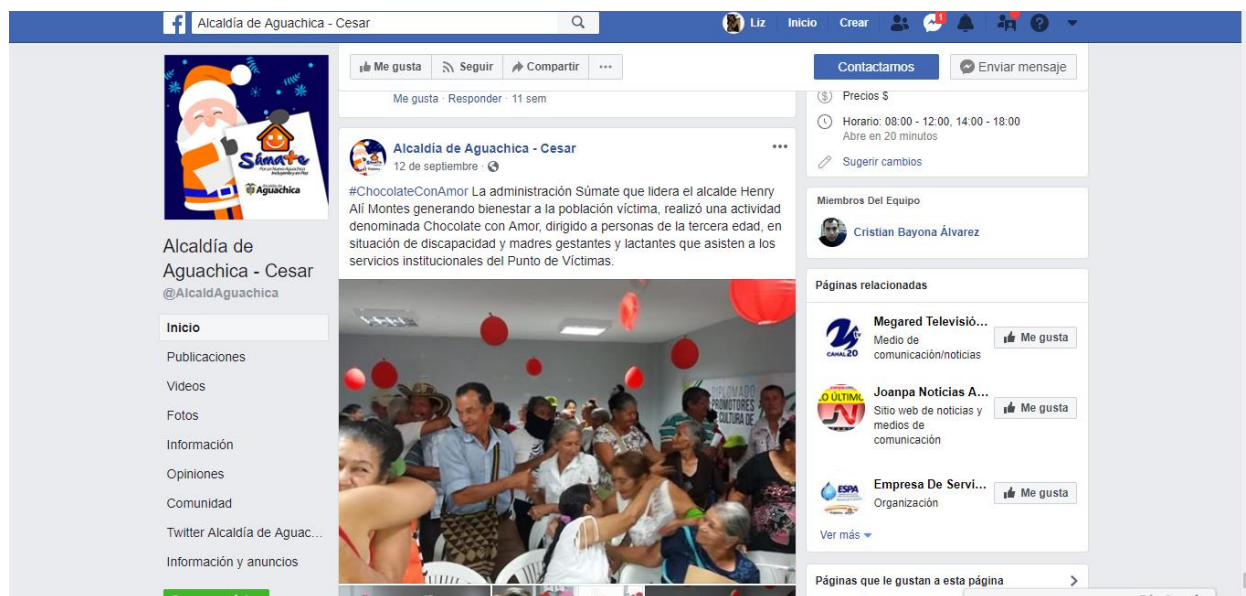 Alcaldía de Aguachica - Cesar
Liz
Inicio
Crear
1
Me gusta
Seguir
Compartir
Contactarnos
Enviar mensaje
Me gusta · Responder · 11 sem
Súmate
Alcaldía de
Aguachica
Alcaldía de
Aguachica - Cesar
@AlcaldAguachica
Inicio
Publicaciones
Videos
Fotos
Información
Opiniones
Comunidad
Twitter Alcaldía de Aguac...
Información y anuncios
Alcaldía de Aguachica - Cesar
12 de septiembre ·
#ChocolateConAmor La administración Súmate que lidera el alcalde Henry
Alí Montes generando bienestar a la población víctima, realizó una actividad
denominada Chocolate con Amor, dirigido a personas de la tercera edad, en
situación de discapacidad y madres gestantes y lactantes que asisten a los
servicios institucionales del Punto de Víctimas.
DIPLOMADO
PROMOTORES
CULTURA DE
Precios $
Horario: 08:00 - 12:00, 14:00 - 18:00
Abre en 20 minutos
Sugerir cambios
Miembros Del Equipo
Cristian Bayona Álvarez
Páginas relacionadas
tv
CANAL 20
Megared Televisió...
Medio de
comunicación/noticias
Me gusta
LO ÚLTIMO
Joanpa Noticias A...
Sitio web de noticias y
medios de
comunicación
Me gusta
ESPA
Empresa De Servi...
Organización
Me gusta
Ver más
Páginas que le gustan a esta página